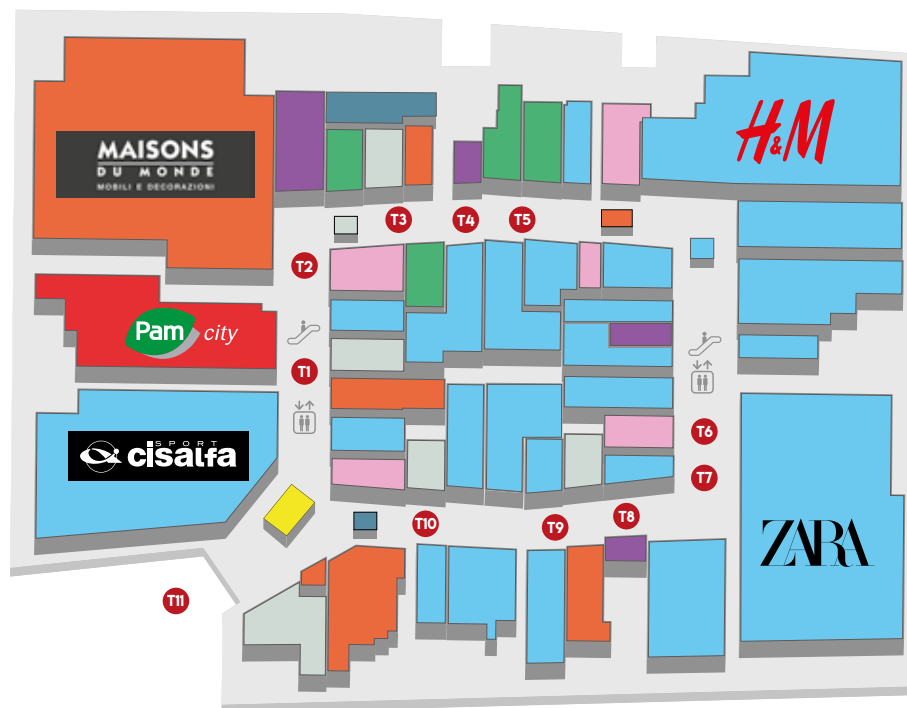 MAISONS
DU MONDE
MOBILI E DECORAZIONI
H&M
T3
T4
T5
T2
Pam city
T1
T6
SPORT
cisalfa
T7
T10
T9
T8
ZARA
T11